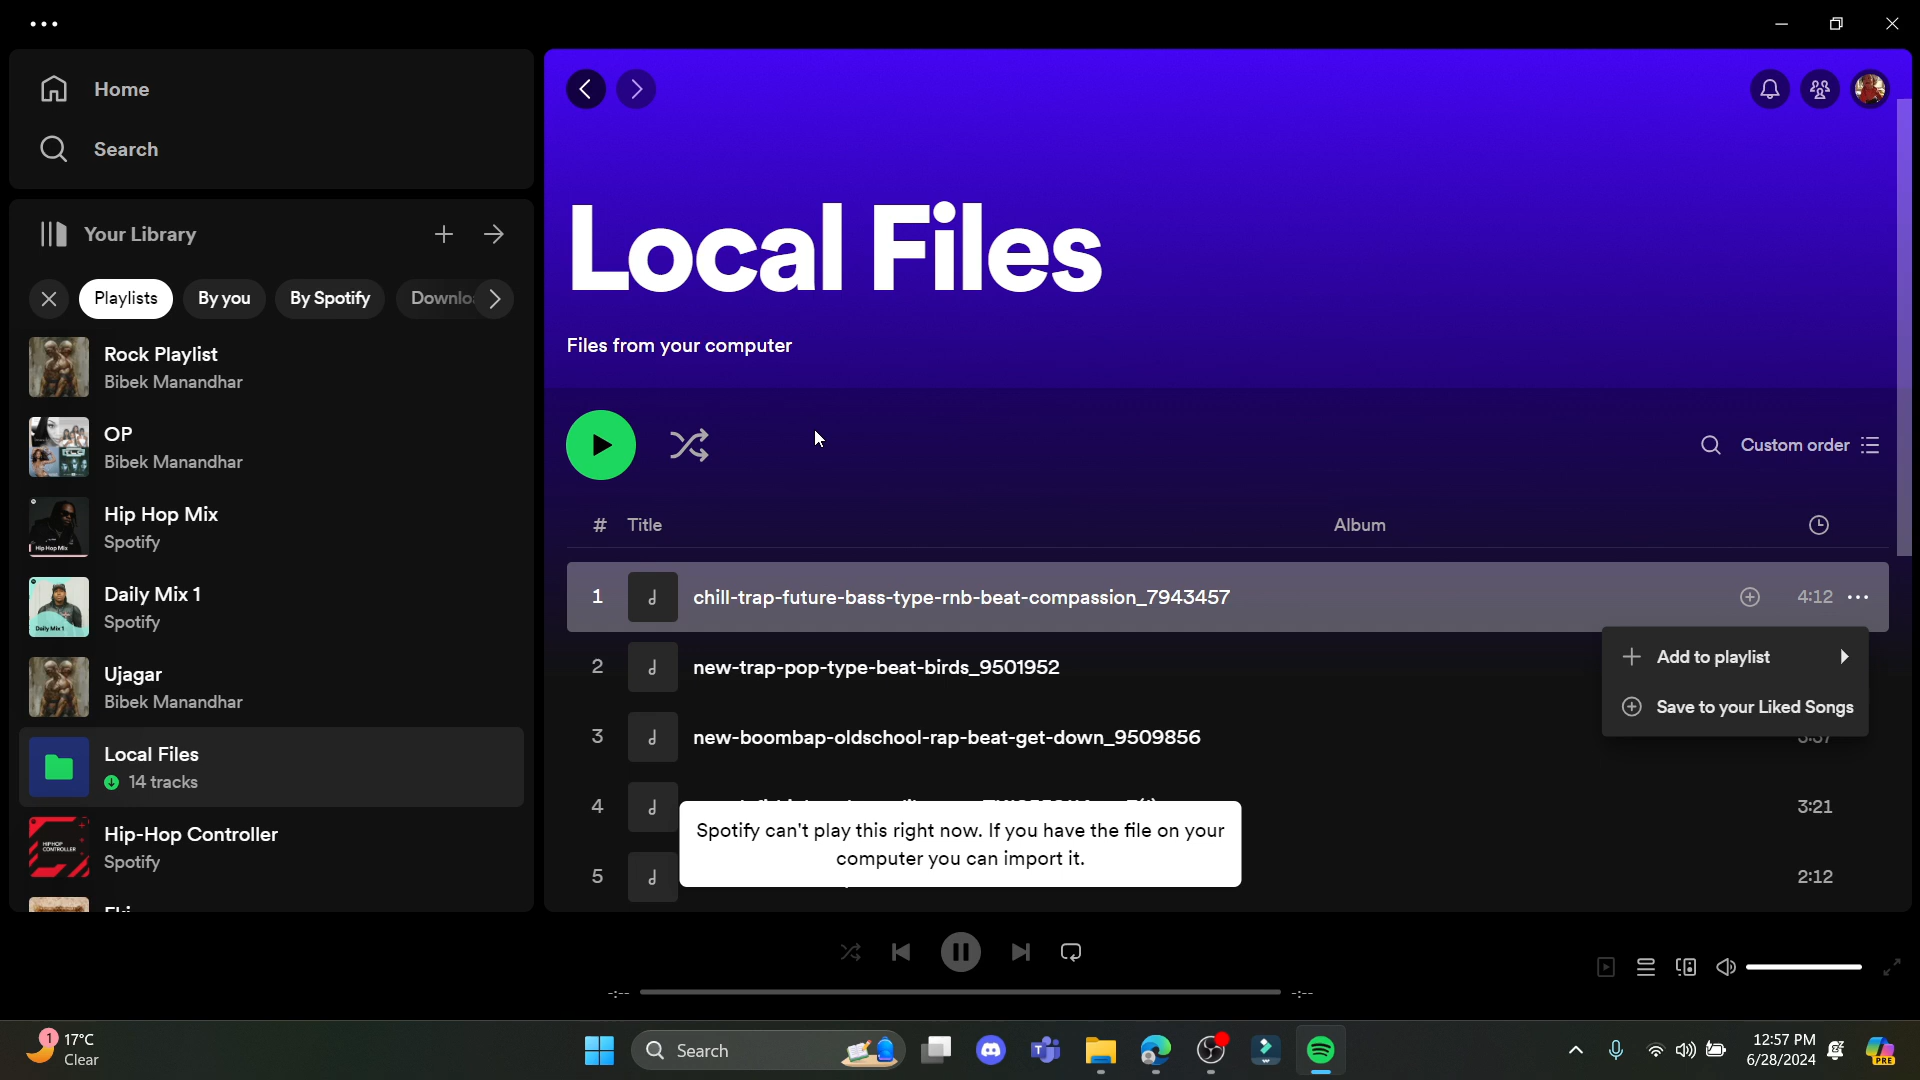 Home
Search
Your Library
Playlists
By you
By Spotify
Downlo
Rock Playlist
Bibek Manandhar
OP
Bibek Manandhar
Hip Hop Mix
Spotify
Daily Mix 1
Spotify
Ujagar
Bibek Manandhar
Local Files
14 tracks
Hip-Hop Controller
Spotify
Local Files
Files from your computer
Custom order
# Title Album
1 chill-trap-future-bass-type-rnb-beat-compassion_7943457 4:12
Add to playlist
Save to your Liked Songs
2 new-trap-pop-type-beat-birds_9501952
3 new-boombap-oldschool-rap-beat-get-down_9509856
4 3:21
5 2:12
Spotify can't play this right now. If you have the file on your
computer you can import it.
-:-- -:--
1 17°C
Clear
Search
12:57 PM
6/28/2024
PRE